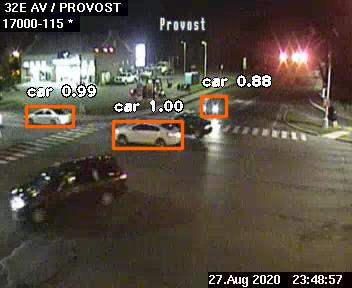 32E AV / PROVOST
17000-115 *
Provost
car 0.99
car 1.00
car 0.88
27.Aug 2020 23:48:57